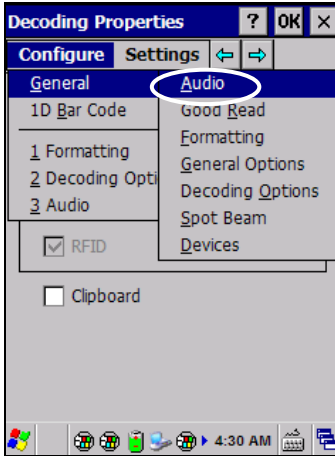 Decoding Properties ? OK ×
Configure Settings
General
1D Bar Code
1 Formatting
2 Decoding Opti
3 Audio
Audio
Good Read
Formatting
General Options
Decoding Options
Spot Beam
Devices
RFID
Clipboard
4:30 AM